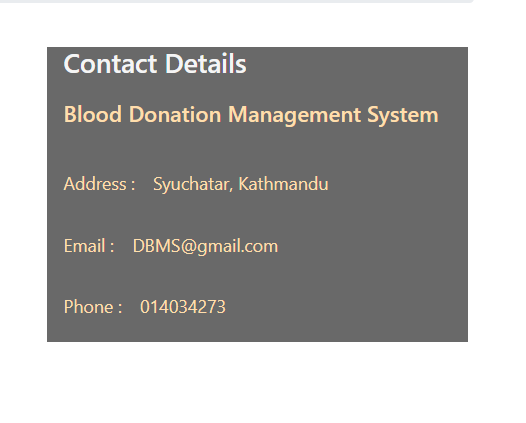 Contact Details
Blood Donation Management System
Address : Syuchatar, Kathmandu
Email : DBMS@gmail.com
Phone : 014034273